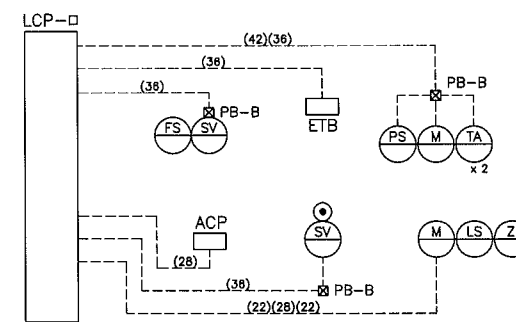 LCP-□
(42)(36)
(36)
(36)
PB-B
PB-B
FS SV
ETB
PS M TA
x 2
ACP
SV
M LS Z
(28)
(36)
PB-B
(22)(28)(22)